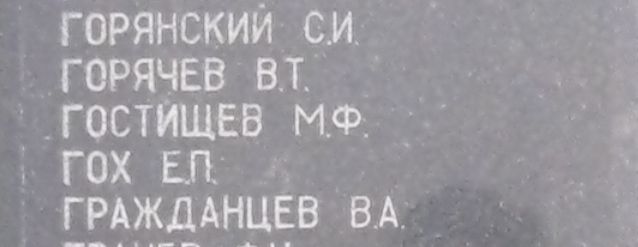 ГОРЯНСКИЙ С.И.
ГОРЯЧЕВ В.Т.
ГОСТИЩЕВ М.Ф.
ГОХ Е.П.
ГРАЖДАНЦЕВ В.А.